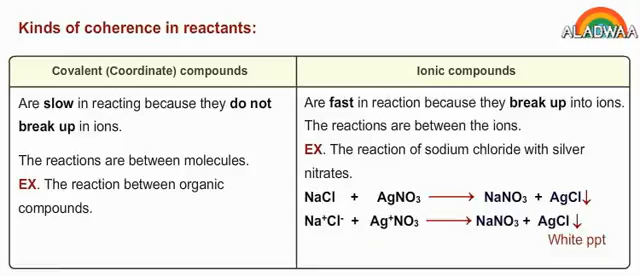 Kinds of coherence in reactants:
ALADWAA
Covalent (Coordinate) compounds
Are slow in reacting because they do not
break up in ions.
The reactions are between molecules.
EX. The reaction between organic
compounds.
Ionic compounds
Are fast in reaction because they break up into ions.
The reactions are between the ions.
EX. The reaction of sodium chloride with silver
nitrates.
NaCl + AgNO₃ ⟶ NaNO₃ + AgCl↓
Na⁺Cl⁻ + Ag⁺NO₃ ⟶ NaNO₃ + AgCl ↓
White ppt